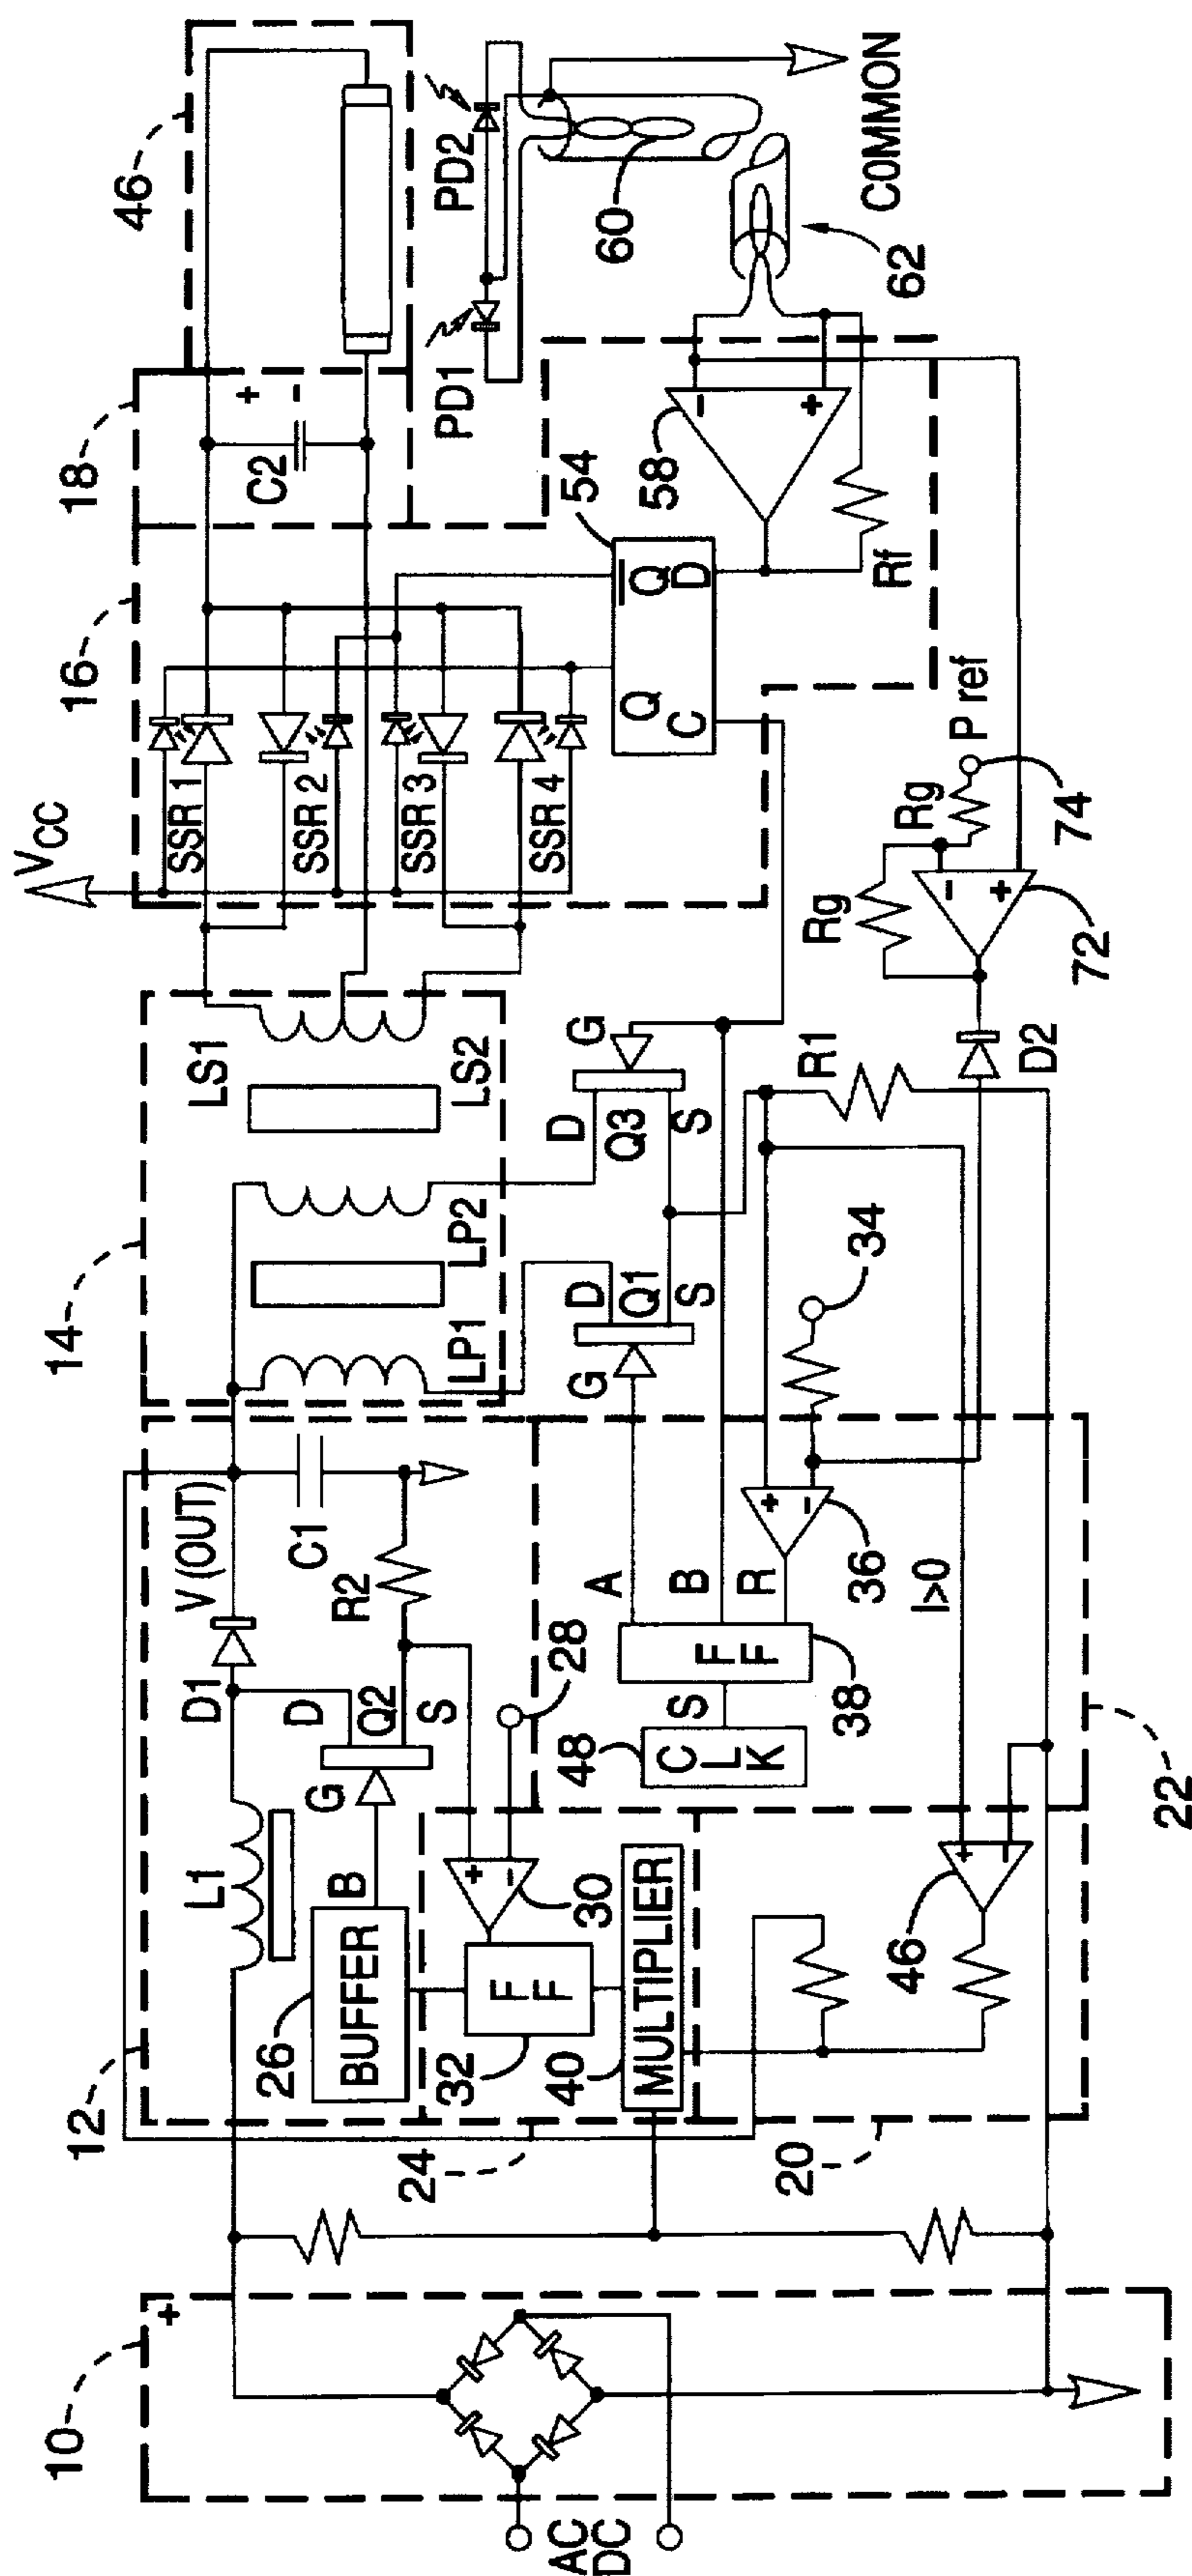 10
+
AC
DC
12
L1
D1
V (OUT)
C1
R2
D
Q2
S
G
B
BUFFER
26
28
+
-
30
F
F
32
40
MULTIPLIER
24
20
46
+
-
I>0
22
48
C
L
K
S
F
F
38
A
B
R
+
-
36
34
14
LP1
LP2
LS1
LS2
G
D
Q1
S
D
Q3
S
G
R1
D2
VCC
16
SSR 1
SSR 2
SSR 3
SSR 4
Q
Q
C
D
54
18
+
-
C2
46
PD1
PD2
60
62
COMMON
-
+
58
Rf
Rg
Rg
P ref
74
-
+
72